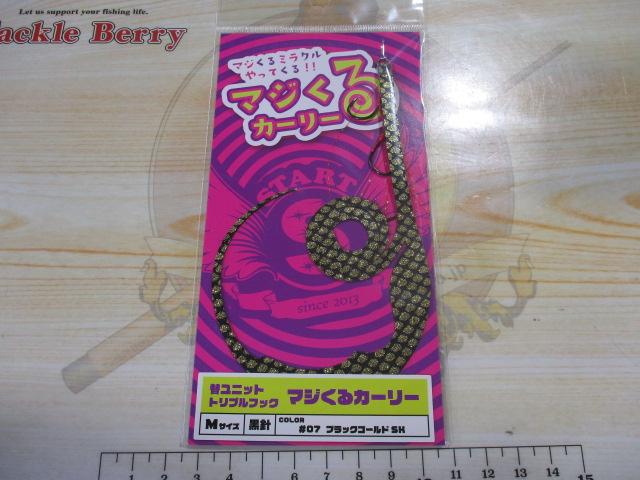 Let us support your fishing life.
ackle Berry
マジくるミラクル
やってくる!!
マジくる
カーリー
START
since 2013
替ユニット
トリプルフック
マジくるカーリー
Mサイズ
黒針
COLOR
#07 ブラックゴールドSK
1 2 3 4 5 6 7 8 9 10 11 12 13 14 15